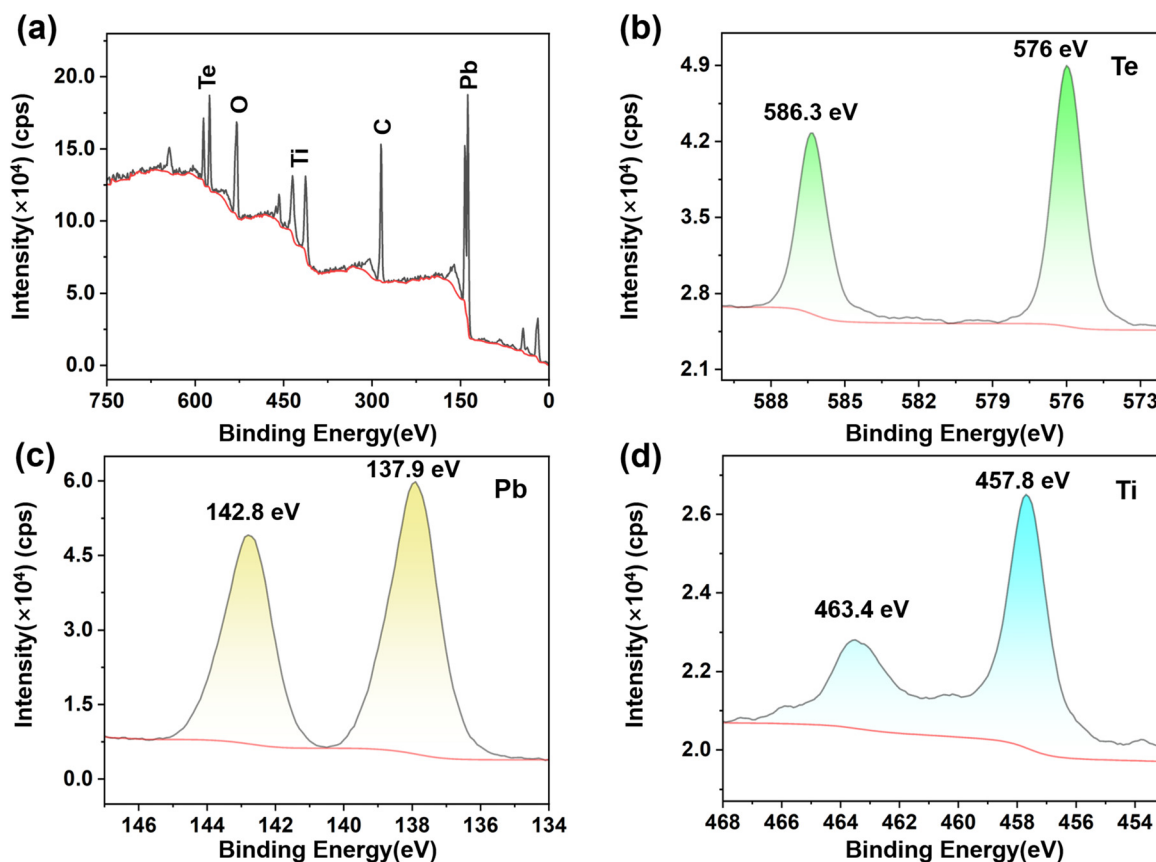 (a)
Intensity(×10⁴) (cps)
20.0
15.0
10.0
5.0
0.0
Te
O
Ti
C
Pb
750 600 450 300 150 0
Binding Energy(eV)
(b)
Intensity(×10⁴) (cps)
4.9
4.2
3.5
2.8
2.1
586.3 eV
576 eV
Te
588 585 582 579 576 573
Binding Energy(eV)
(c)
Intensity(×10⁴) (cps)
6.0
4.5
3.0
1.5
0.0
142.8 eV
137.9 eV
Pb
146 144 142 140 138 136 134
Binding Energy(eV)
(d)
Intensity(×10⁴) (cps)
2.6
2.4
2.2
2.0
463.4 eV
457.8 eV
Ti
468 466 464 462 460 458 456 454
Binding Energy(eV)